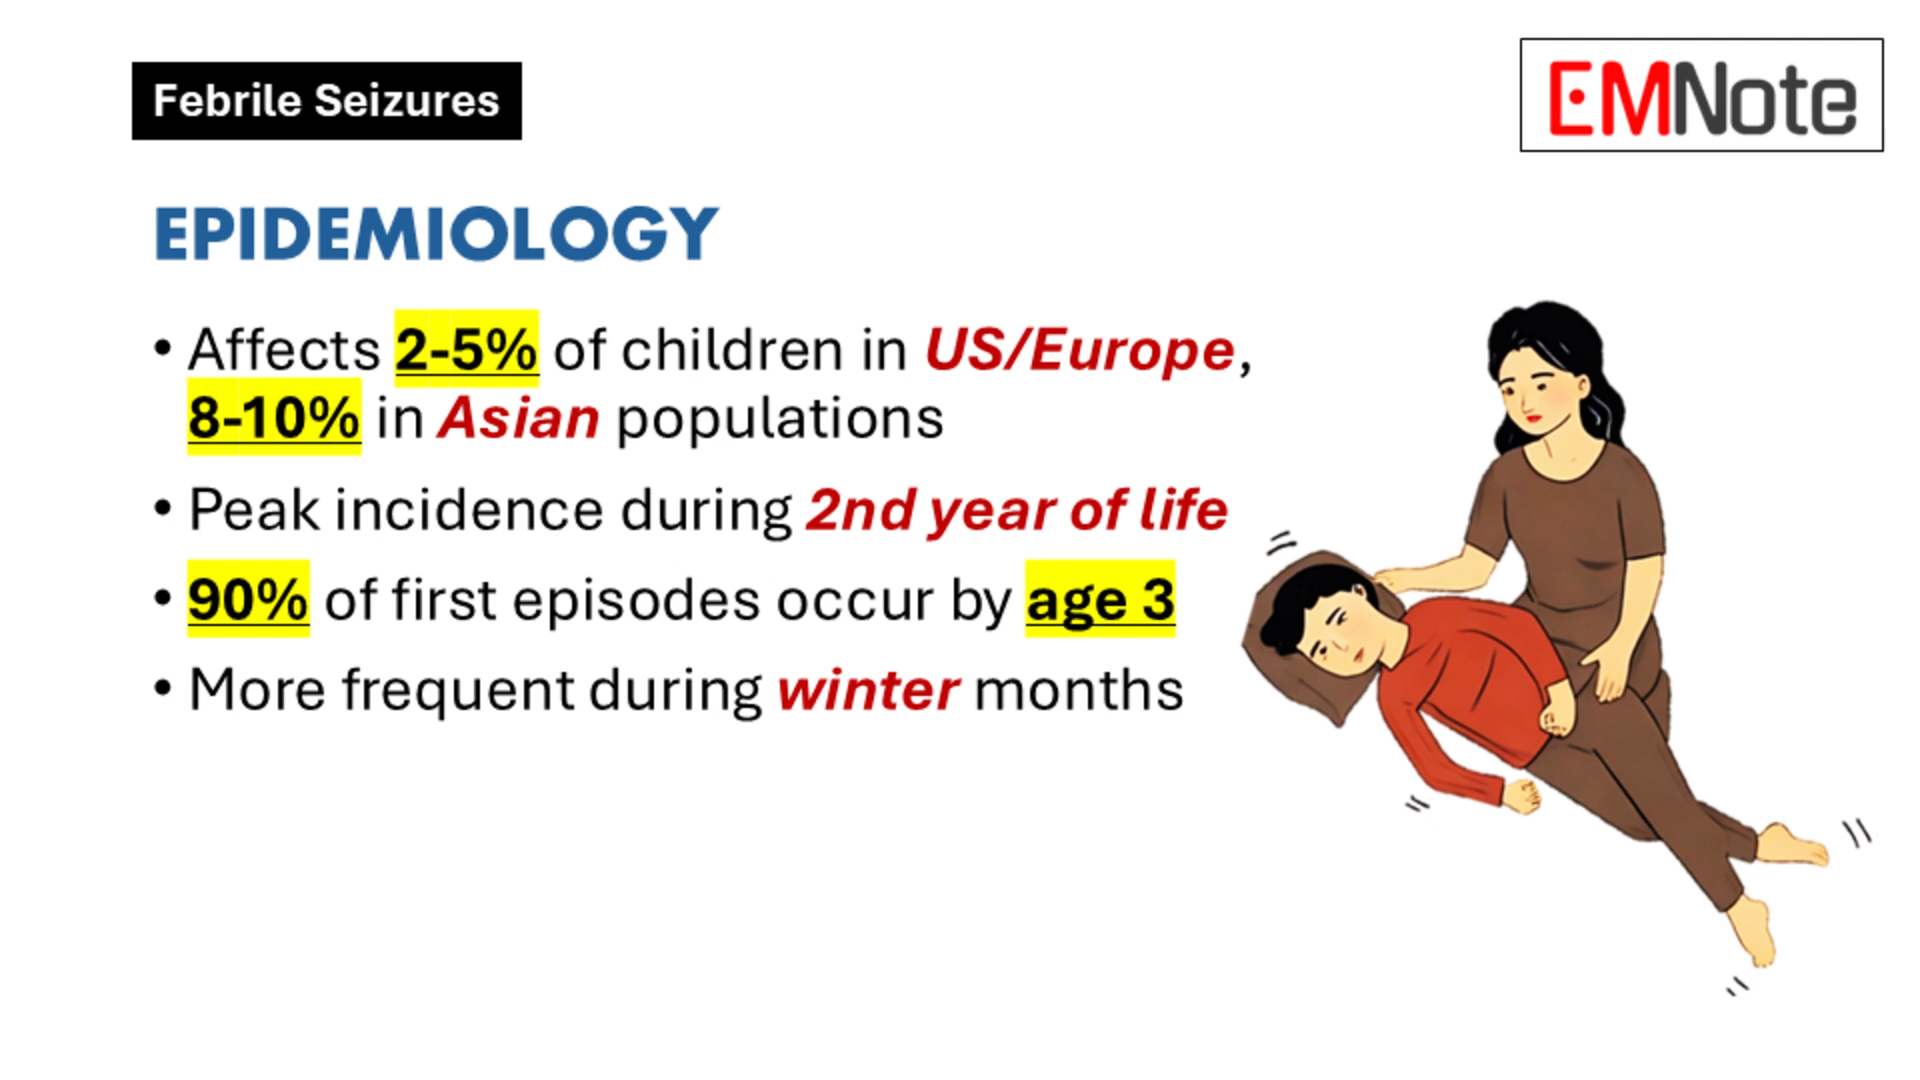 Febrile Seizures
EMNote
EPIDEMIOLOGY
• Affects 2-5% of children in US/Europe,
8-10% in Asian populations
• Peak incidence during 2nd year of life
• 90% of first episodes occur by age 3
• More frequent during winter months